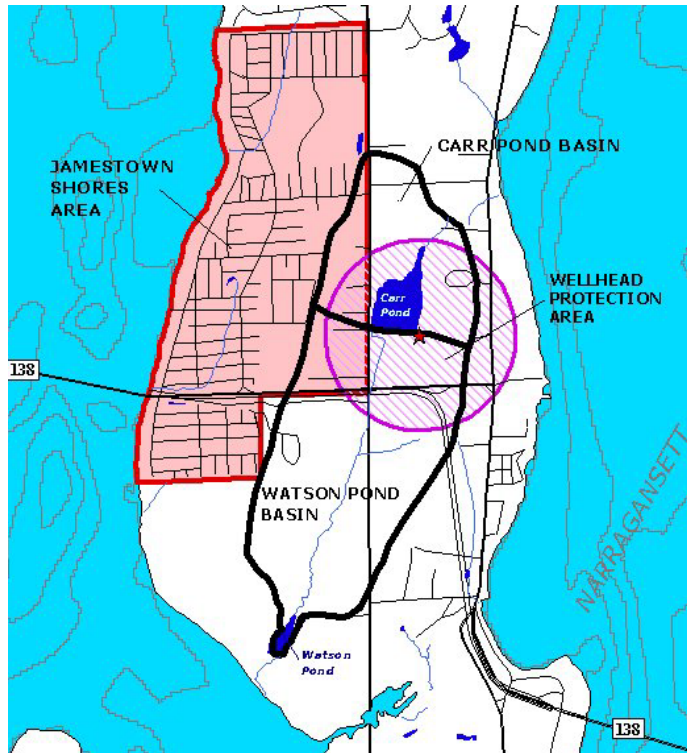 CARR POND BASIN
JAMESTOWN
SHORES
AREA
WELLHEAD
PROTECTION
AREA
Carr
Pond
138
WATSON POND
BASIN
NARRAGANSETT
Watson
Pond
138